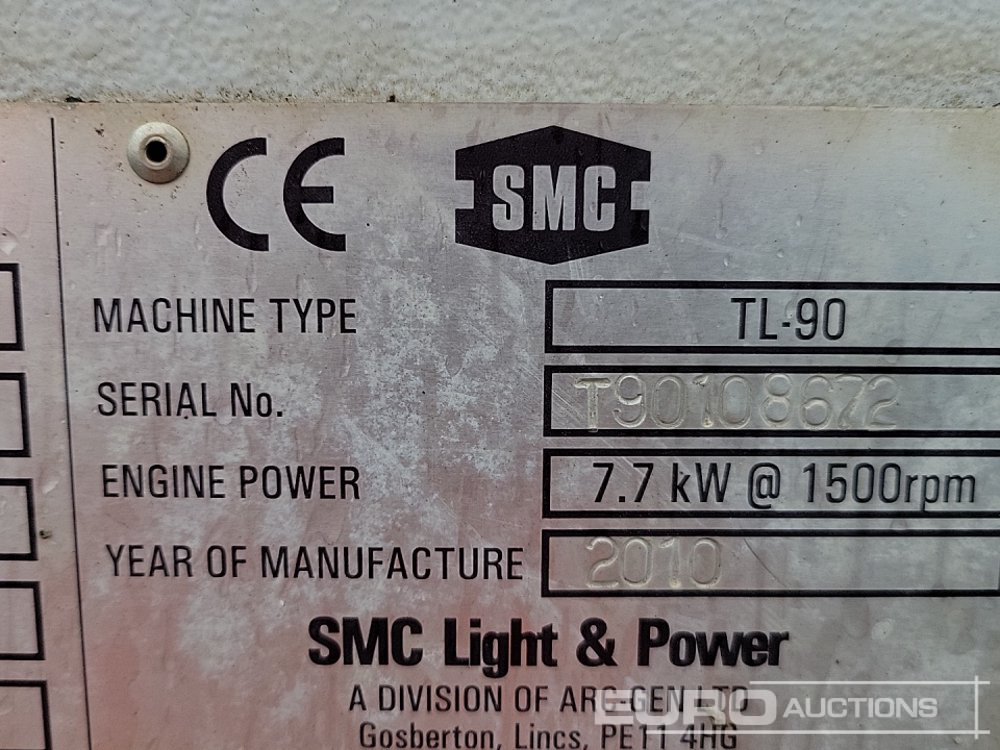 CE SMC
MACHINE TYPE TL-90
SERIAL No. T90108672
ENGINE POWER 7.7 kW @ 1500rpm
YEAR OF MANUFACTURE 2010
SMC Light & Power
A DIVISION OF ARC-GEN LTD
Gosberton, Lincs, PE11 4HG
EURO AUCTIONS